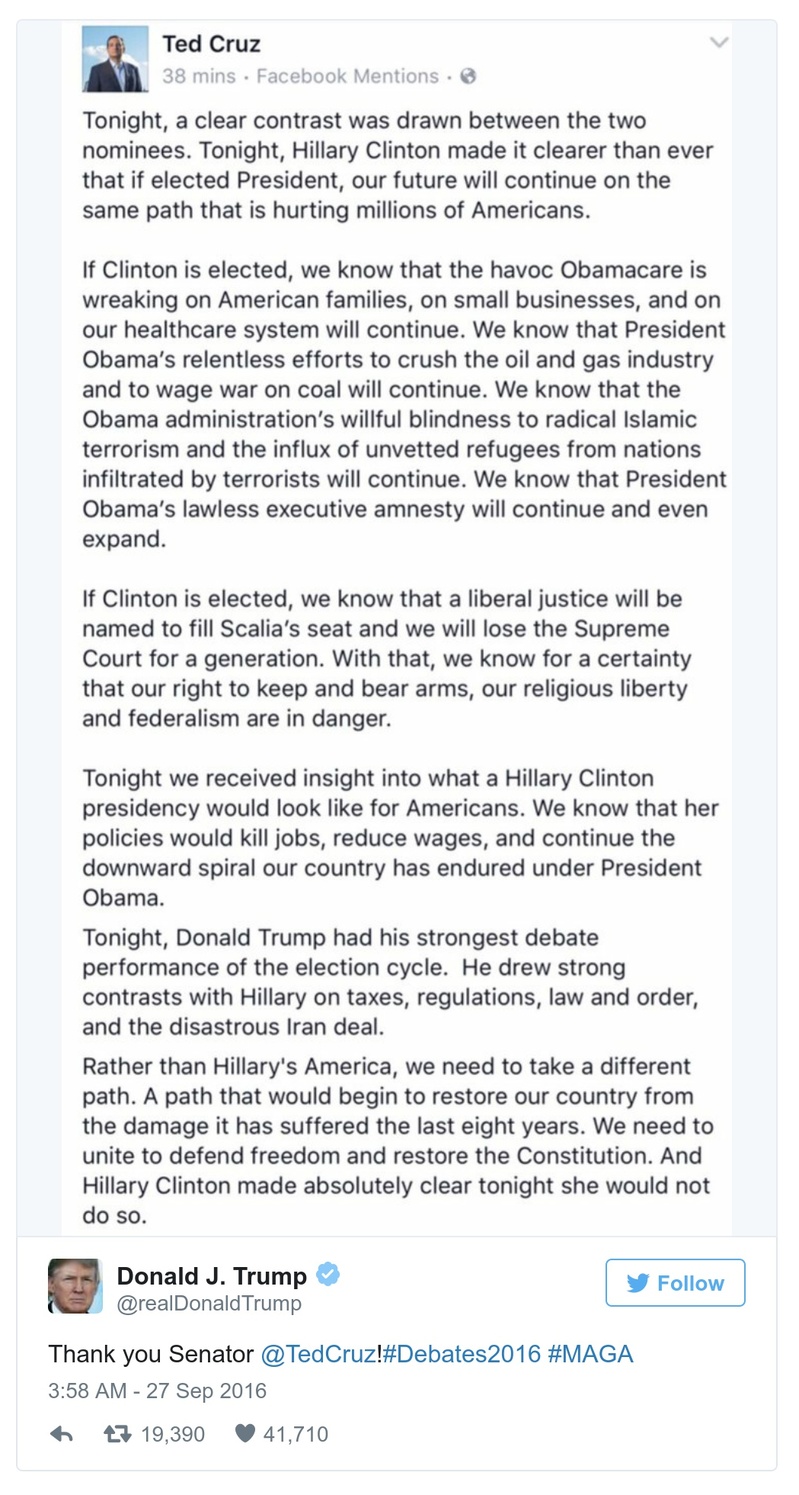 Ted Cruz
38 mins · Facebook Mentions ·
Tonight, a clear contrast was drawn between the two
nominees. Tonight, Hillary Clinton made it clearer than ever
that if elected President, our future will continue on the
same path that is hurting millions of Americans.
If Clinton is elected, we know that the havoc Obamacare is
wreaking on American families, on small businesses, and on
our healthcare system will continue. We know that President
Obama's relentless efforts to crush the oil and gas industry
and to wage war on coal will continue. We know that the
Obama administration's willful blindness to radical Islamic
terrorism and the influx of unvetted refugees from nations
infiltrated by terrorists will continue. We know that President
Obama's lawless executive amnesty will continue and even
expand.
If Clinton is elected, we know that a liberal justice will be
named to fill Scalia's seat and we will lose the Supreme
Court for a generation. With that, we know for a certainty
that our right to keep and bear arms, our religious liberty
and federalism are in danger.
Tonight we received insight into what a Hillary Clinton
presidency would look like for Americans. We know that her
policies would kill jobs, reduce wages, and continue the
downward spiral our country has endured under President
Obama.
Tonight, Donald Trump had his strongest debate
performance of the election cycle.  He drew strong
contrasts with Hillary on taxes, regulations, law and order,
and the disastrous Iran deal.
Rather than Hillary's America, we need to take a different
path. A path that would begin to restore our country from
the damage it has suffered the last eight years. We need to
unite to defend freedom and restore the Constitution. And
Hillary Clinton made absolutely clear tonight she would not
do so.
Donald J. Trump
@realDonaldTrump
Follow
Thank you Senator @TedCruz!#Debates2016 #MAGA
3:58 AM - 27 Sep 2016
19,390 41,710